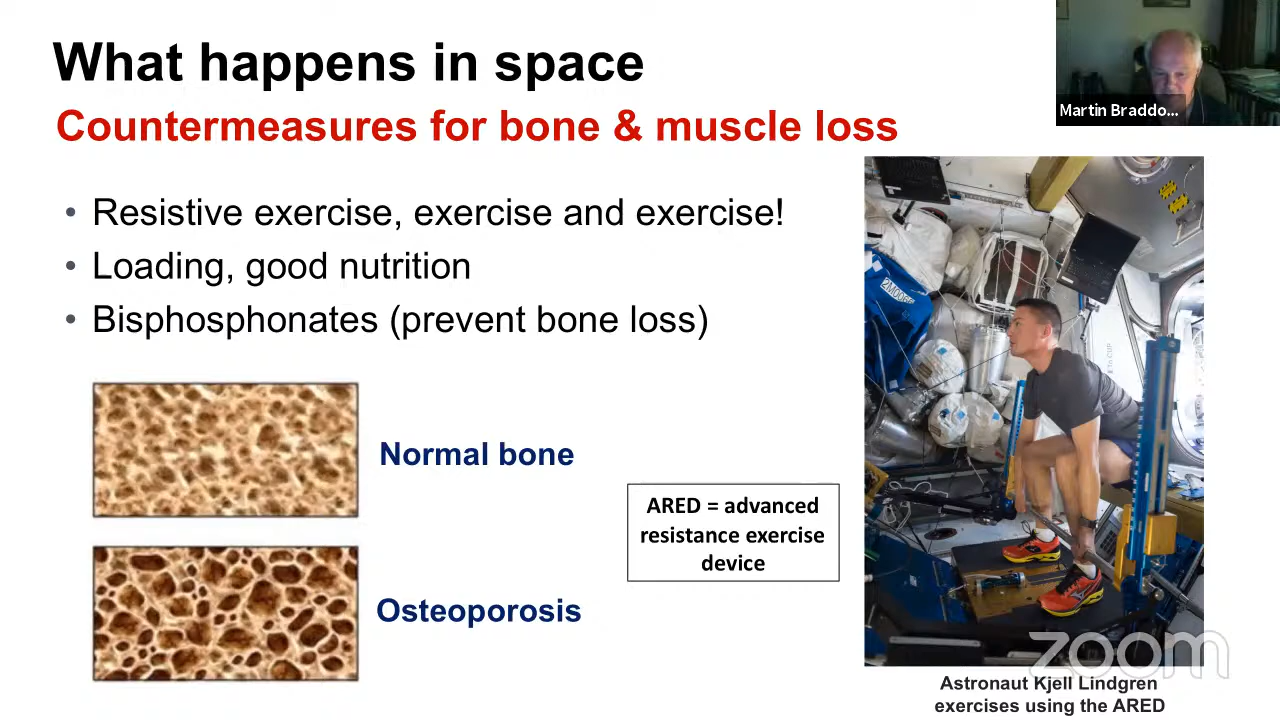 What happens in space
Countermeasures for bone & muscle loss
Martin Braddo...
• Resistive exercise, exercise and exercise!
• Loading, good nutrition
• Bisphosphonates (prevent bone loss)
Normal bone
Osteoporosis
ARED = advanced
resistance exercise
device
zoom
Astronaut Kjell Lindgren
exercises using the ARED